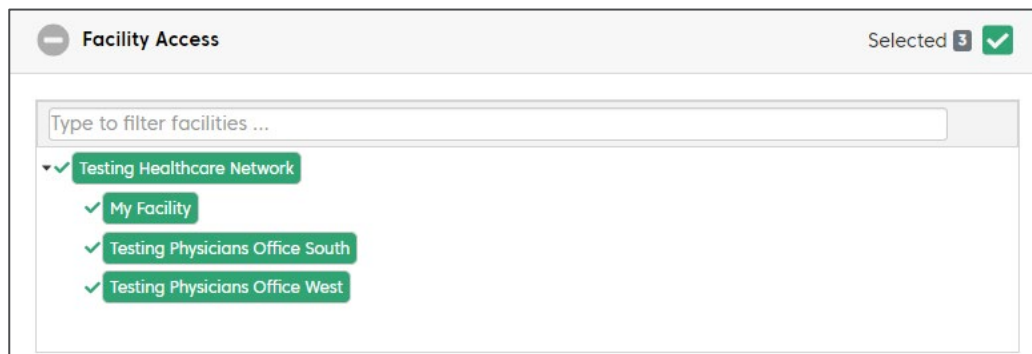 Facility Access
Selected 3
Type to filter facilities ...
Testing Healthcare Network
My Facility
Testing Physicians Office South
Testing Physicians Office West